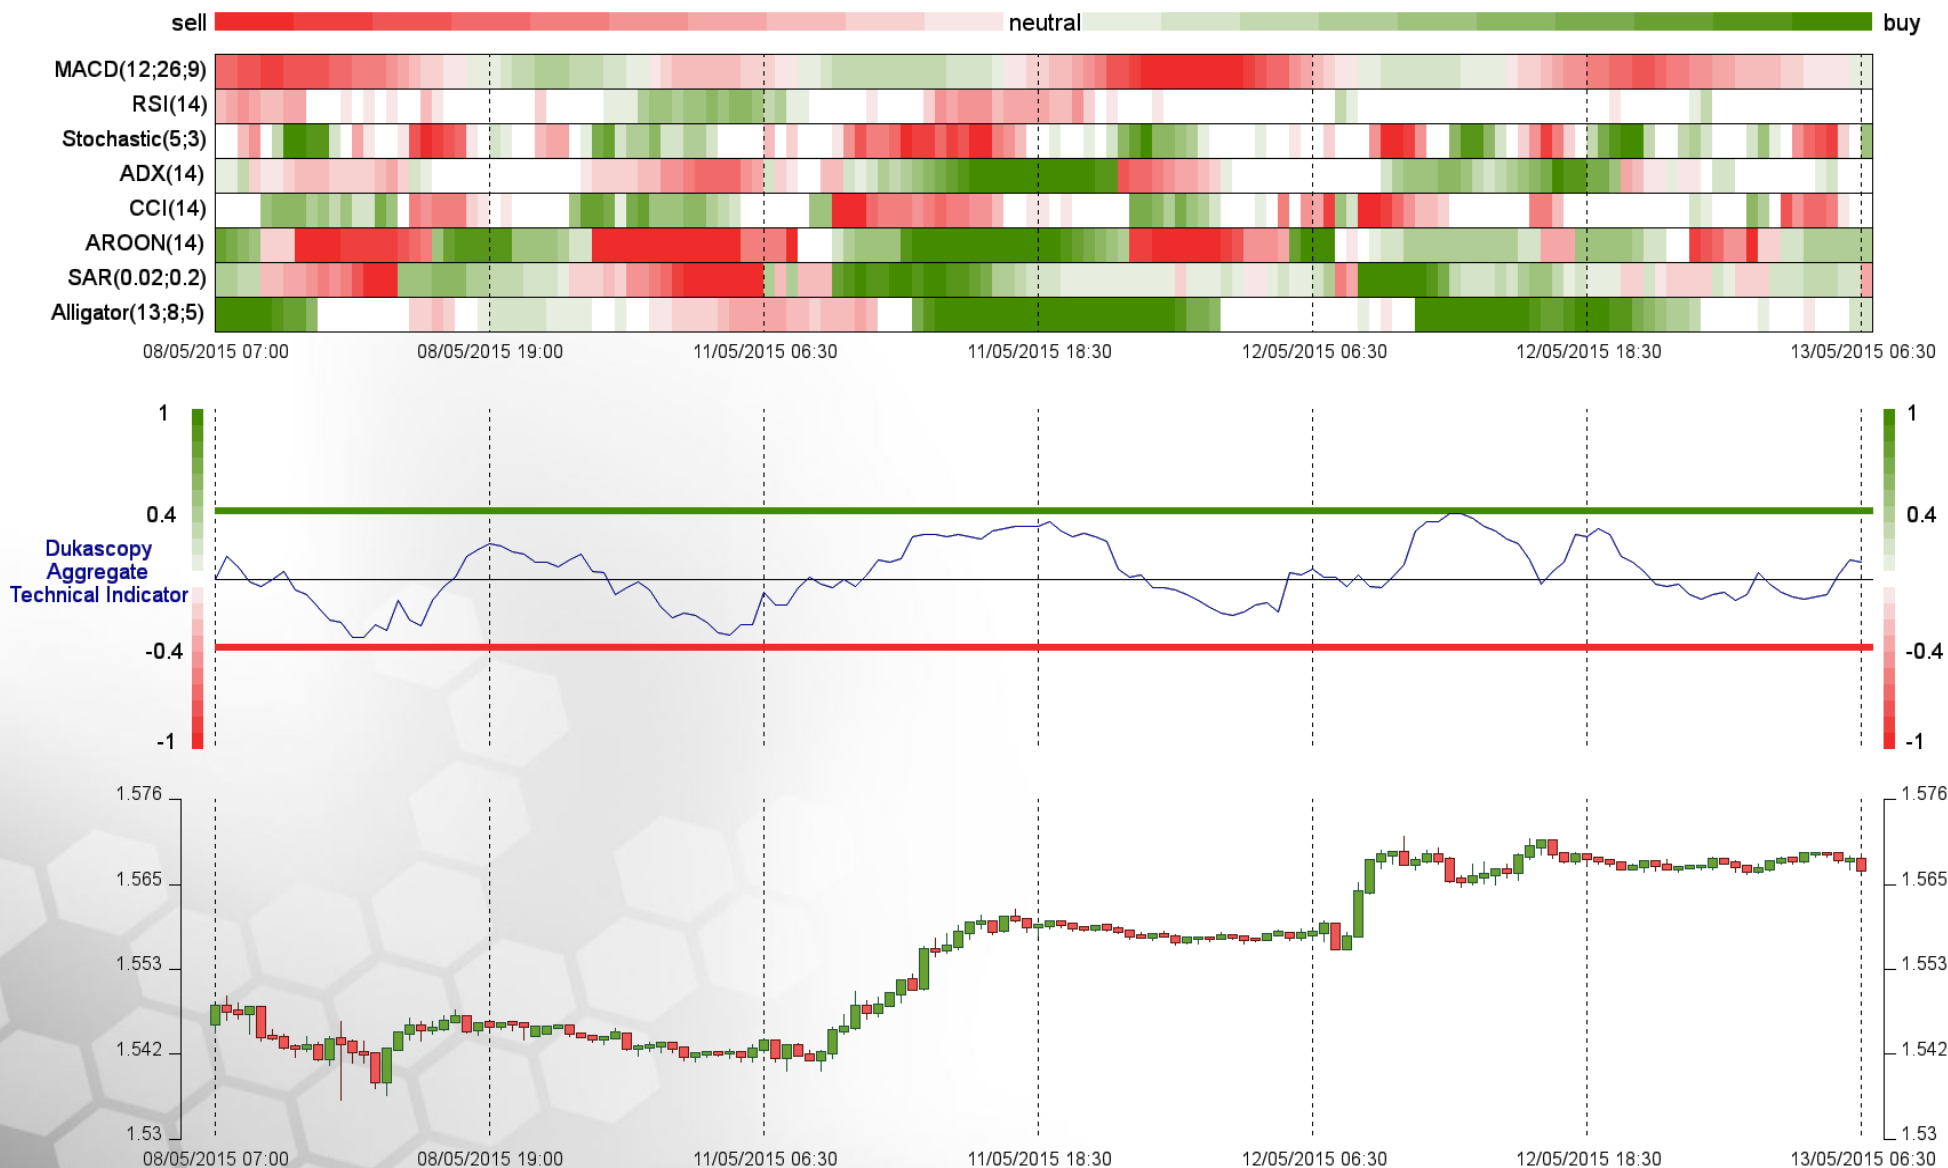 sell neutral buy
MACD(12;26;9)
RSI(14)
Stochastic(5;3)
ADX(14)
CCI(14)
AROON(14)
SAR(0.02;0.2)
Alligator(13;8;5)
08/05/2015 07:00 08/05/2015 19:00 11/05/2015 06:30 11/05/2015 18:30 12/05/2015 06:30 12/05/2015 18:30 13/05/2015 06:30
1 1
0.4 0.4
Dukascopy
Aggregate
Technical Indicator
-0.4 -0.4
-1 -1
1.576 1.576
1.565 1.565
1.553 1.553
1.542 1.542
1.53 1.53
08/05/2015 07:00 08/05/2015 19:00 11/05/2015 06:30 11/05/2015 18:30 12/05/2015 06:30 12/05/2015 18:30 13/05/2015 06:30